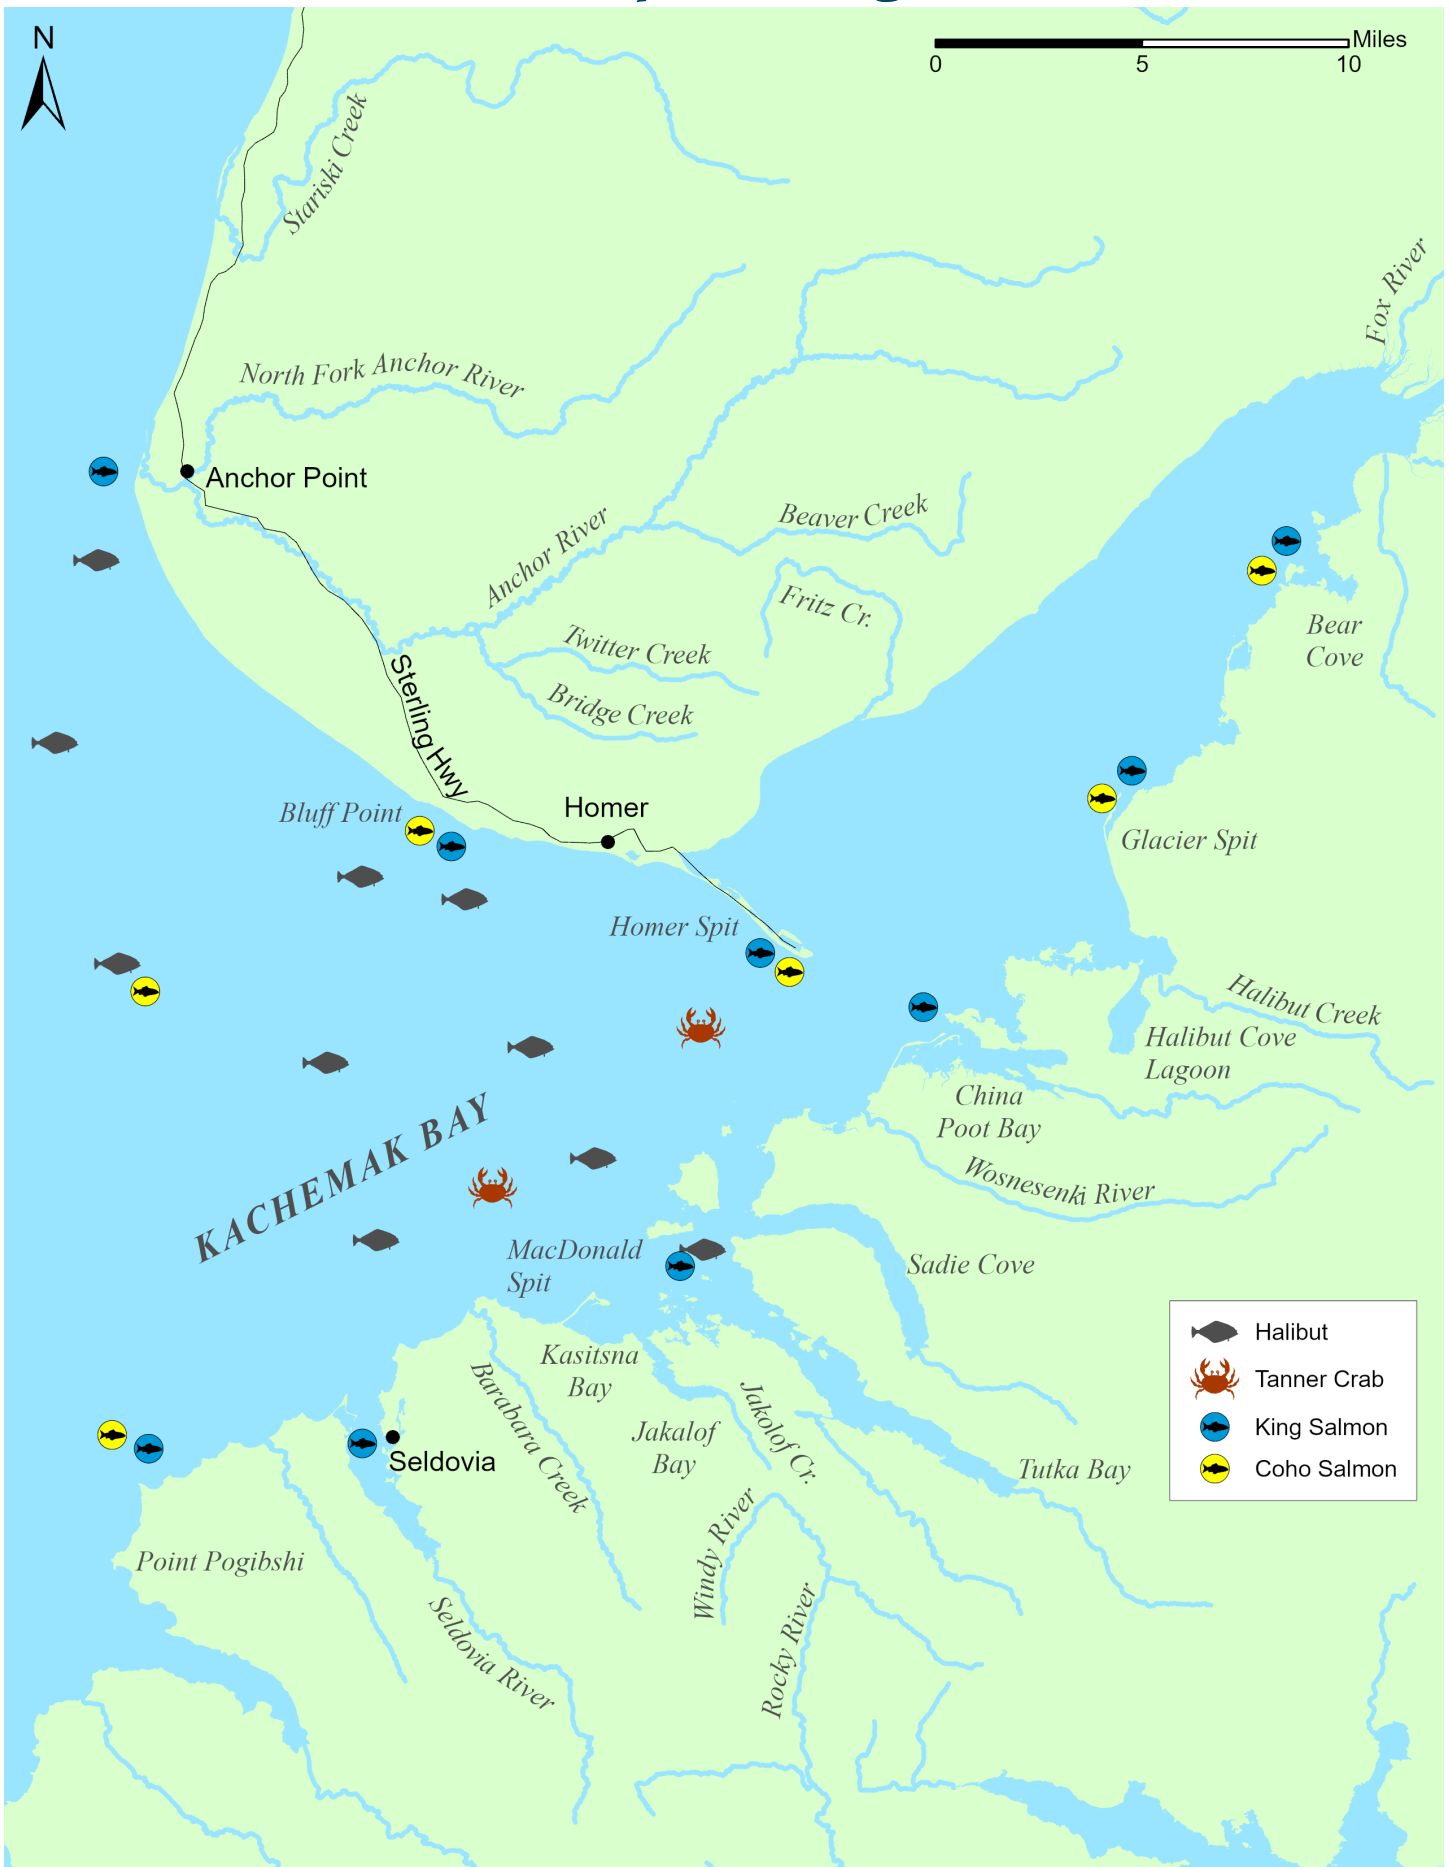 N
Miles
0 5 10
Stariski Creek
Fox River
North Fork Anchor River
Anchor Point
Beaver Creek
Anchor River
Fritz Cr.
Twitter Creek
Bear
Cove
Bridge Creek
Sterling Hwy
Bluff Point
Homer
Glacier Spit
Homer Spit
Halibut Creek
Halibut Cove
Lagoon
China
Poot Bay
KACHEMAK BAY
Wosnesenki River
MacDonald
Spit
Sadie Cove
Halibut
Tanner Crab
King Salmon
Coho Salmon
Kasitsna
Bay
Barabara Creek
Jakolof Cr.
Jakalof
Bay
Seldovia
Tutka Bay
Windy River
Point Pogibshi
Seldovia River
Rocky River